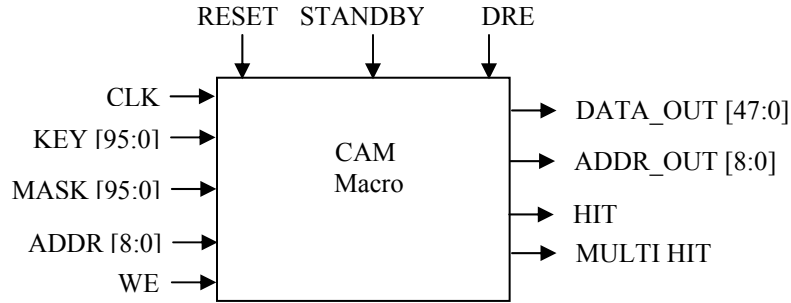 RESET STANDBY DRE
CLK
KEY [95:0]
MASK [95:0]
ADDR [8:0]
WE
CAM
Macro
DATA_OUT [47:0]
ADDR_OUT [8:0]
HIT
MULTI HIT